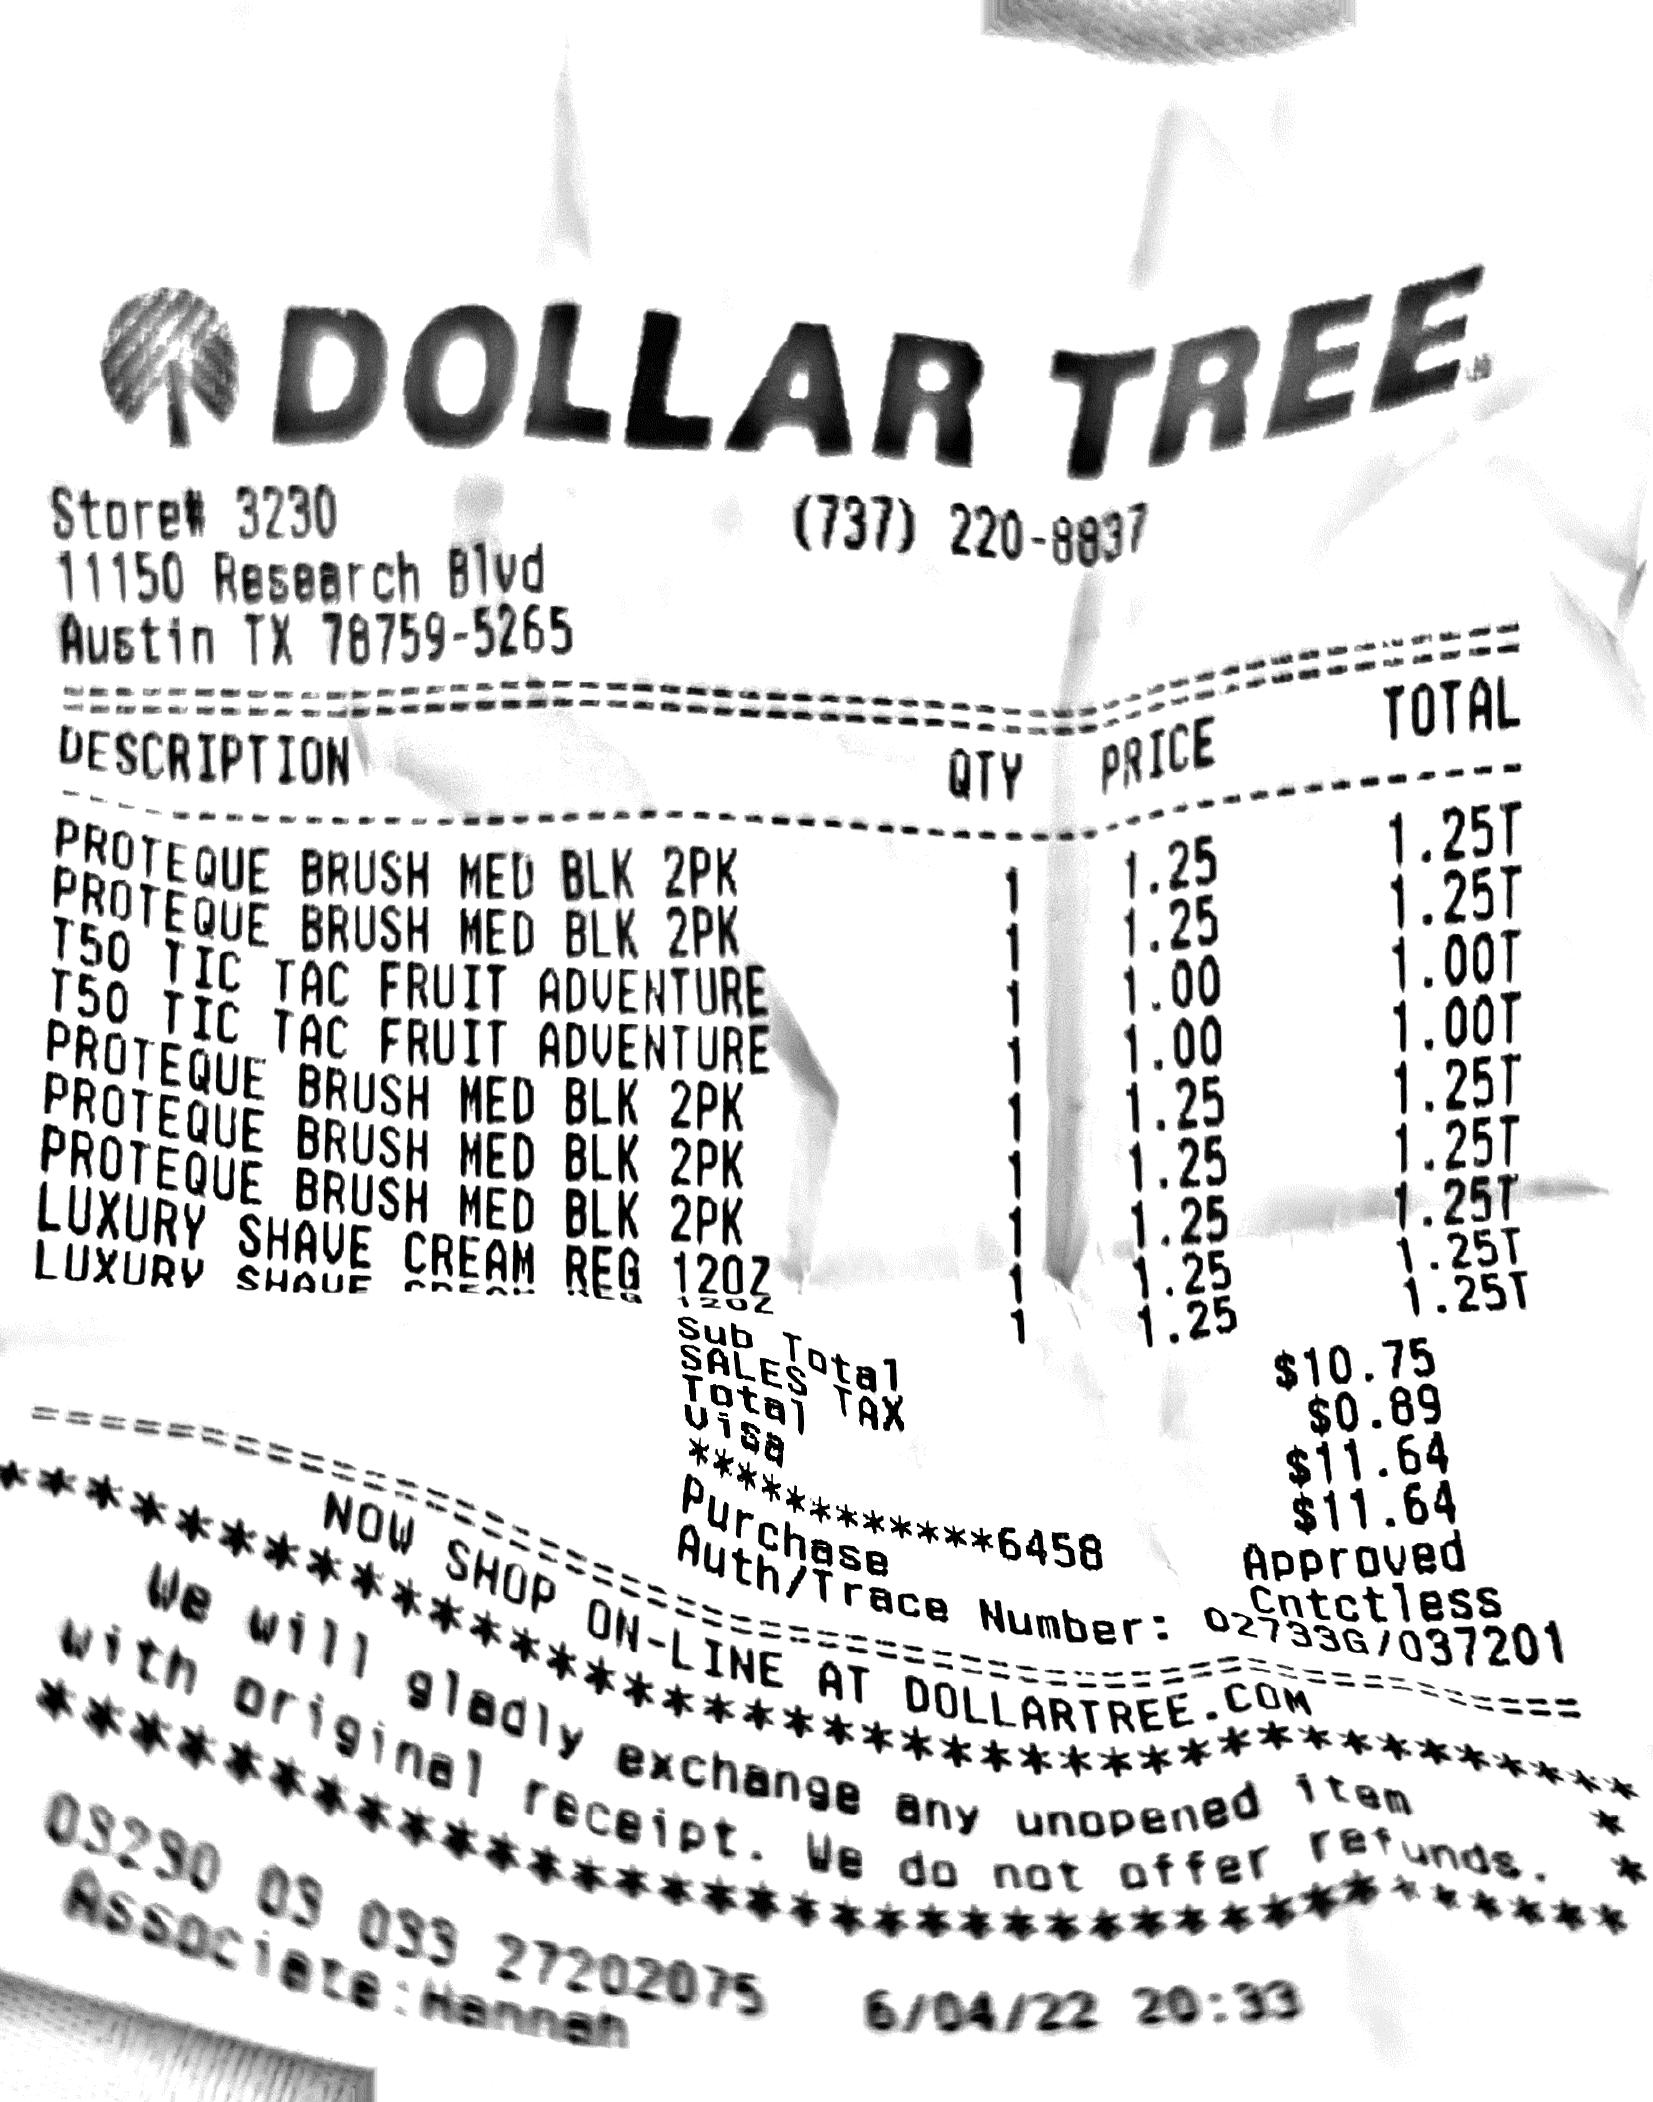 DOLLAR TREE
Store# 3230 (737) 220-8837
11150 Research Blvd
Austin TX 78759-5265
================================================
DESCRIPTION QTY PRICE TOTAL
------------------------------------------------
PROTEQUE BRUSH MED BLK 2PK 1 1.25 1.25T
PROTEQUE BRUSH MED BLK 2PK 1 1.25 1.25T
T50 TIC TAC FRUIT ADVENTURE 1 1.00 1.00T
T50 TIC TAC FRUIT ADVENTURE 1 1.00 1.00T
PROTEQUE BRUSH MED BLK 2PK 1 1.25 1.25T
PROTEQUE BRUSH MED BLK 2PK 1 1.25 1.25T
PROTEQUE BRUSH MED BLK 2PK 1 1.25 1.25T
LUXURY SHAVE CREAM REG 12OZ 1 1.25 1.25T
LUXURY SHAVE CREAM REG 12OZ 1 1.25 1.25T
Sub Total $10.75
SALES TAX $0.89
Total $11.64
Visa $11.64
************6458 Approved
Purchase Cntctless
Auth/Trace Number: 02733G/037201
================================================
NOW SHOP ON-LINE AT DOLLARTREE.COM
************************************************
We will gladly exchange any unopened item *
with original receipt. We do not offer refunds. *
************************************************
03230 03 033 27202075 6/04/22 20:33
Associate:Hannah